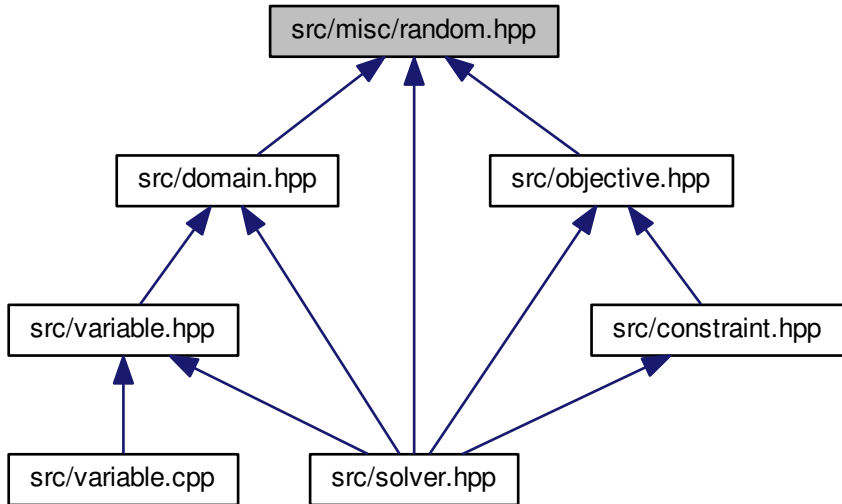 src/misc/random.hpp
src/domain.hpp
src/objective.hpp
src/variable.hpp
src/constraint.hpp
src/variable.cpp
src/solver.hpp